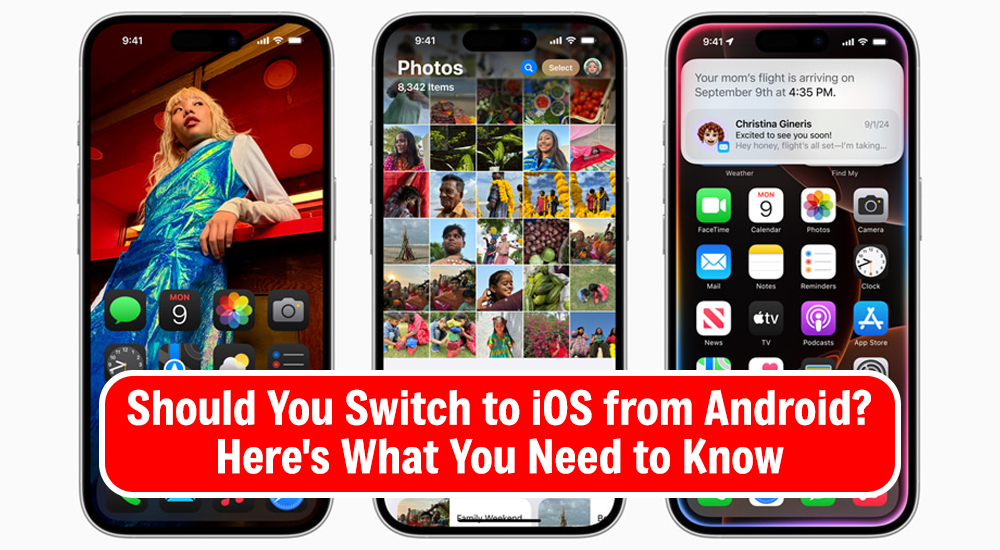 9:41
MON
9
9:41
Photos
8,342 Items
Select
Family Weekend
9:41
Your mom's flight is arriving on
September 9th at 4:35 PM.
Christina Gineris
9/1/24
Excited to see you soon!
Hey honey, flight's all set—I'm taking...
Weather
Find My
MON
9
FaceTime
Calendar
Photos
Camera
Mail
Notes
Reminders
Clock
tv
News
TV
Podcasts
App Store
Should You Switch to iOS from Android?
Here's What You Need to Know